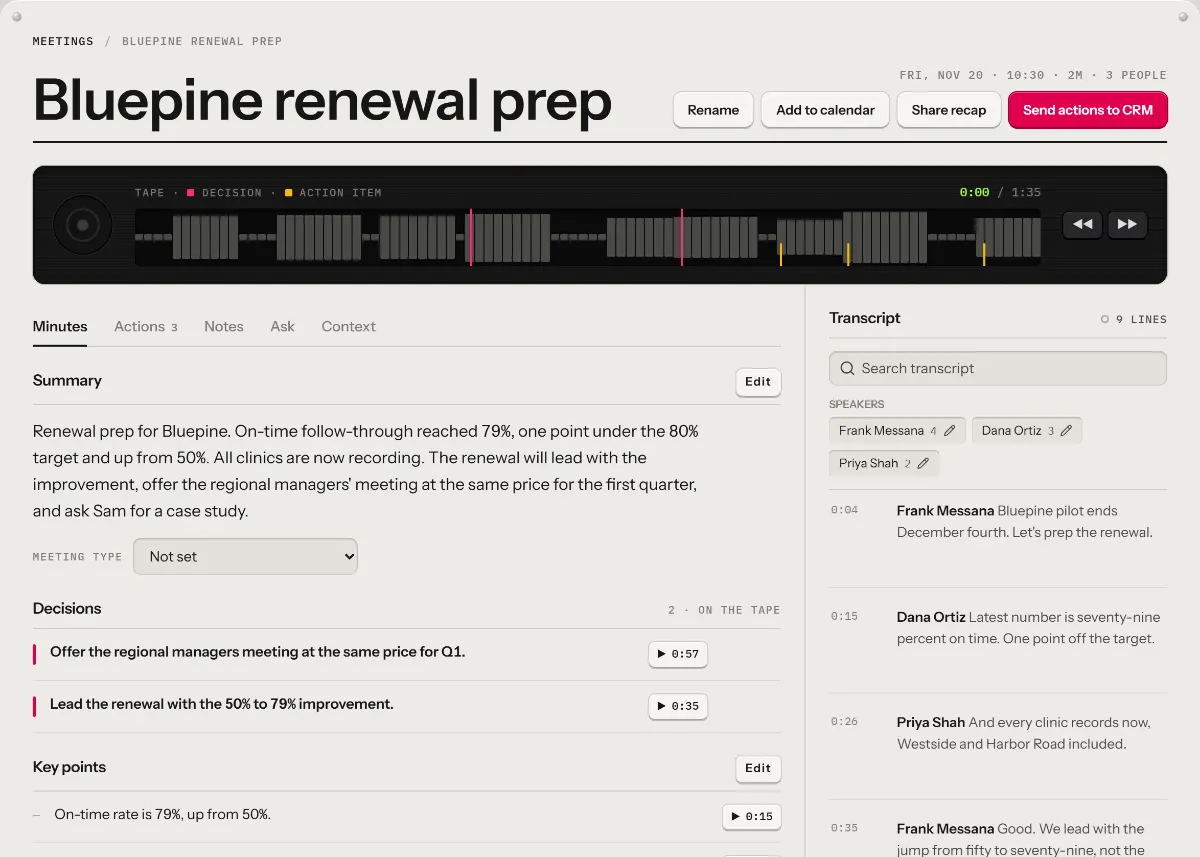 MEETINGS / BLUEPINE RENEWAL PREP
FRI, NOV 20 · 10:30 · 2M · 3 PEOPLE
Bluepine renewal prep
Rename
Add to calendar
Share recap
Send actions to CRM
TAPE · DECISION · ACTION ITEM
0:00 / 1:35
Minutes
Actions 3
Notes
Ask
Context
Summary
Edit
Renewal prep for Bluepine. On-time follow-through reached 79%, one point under the 80%
target and up from 50%. All clinics are now recording. The renewal will lead with the
improvement, offer the regional managers' meeting at the same price for the first quarter,
and ask Sam for a case study.
MEETING TYPE
Not set
Decisions
2 · ON THE TAPE
Offer the regional managers meeting at the same price for Q1.
0:57
Lead the renewal with the 50% to 79% improvement.
0:35
Key points
Edit
– On-time rate is 79%, up from 50%.
0:15
Transcript
9 LINES
Search transcript
SPEAKERS
Frank Messana 4
Dana Ortiz 3
Priya Shah 2
0:04
Frank Messana Bluepine pilot ends
December fourth. Let's prep the renewal.
0:15
Dana Ortiz Latest number is seventy-nine
percent on time. One point off the target.
0:26
Priya Shah And every clinic records now,
Westside and Harbor Road included.
0:35
Frank Messana Good. We lead with the
jump from fifty to seventy-nine, not the